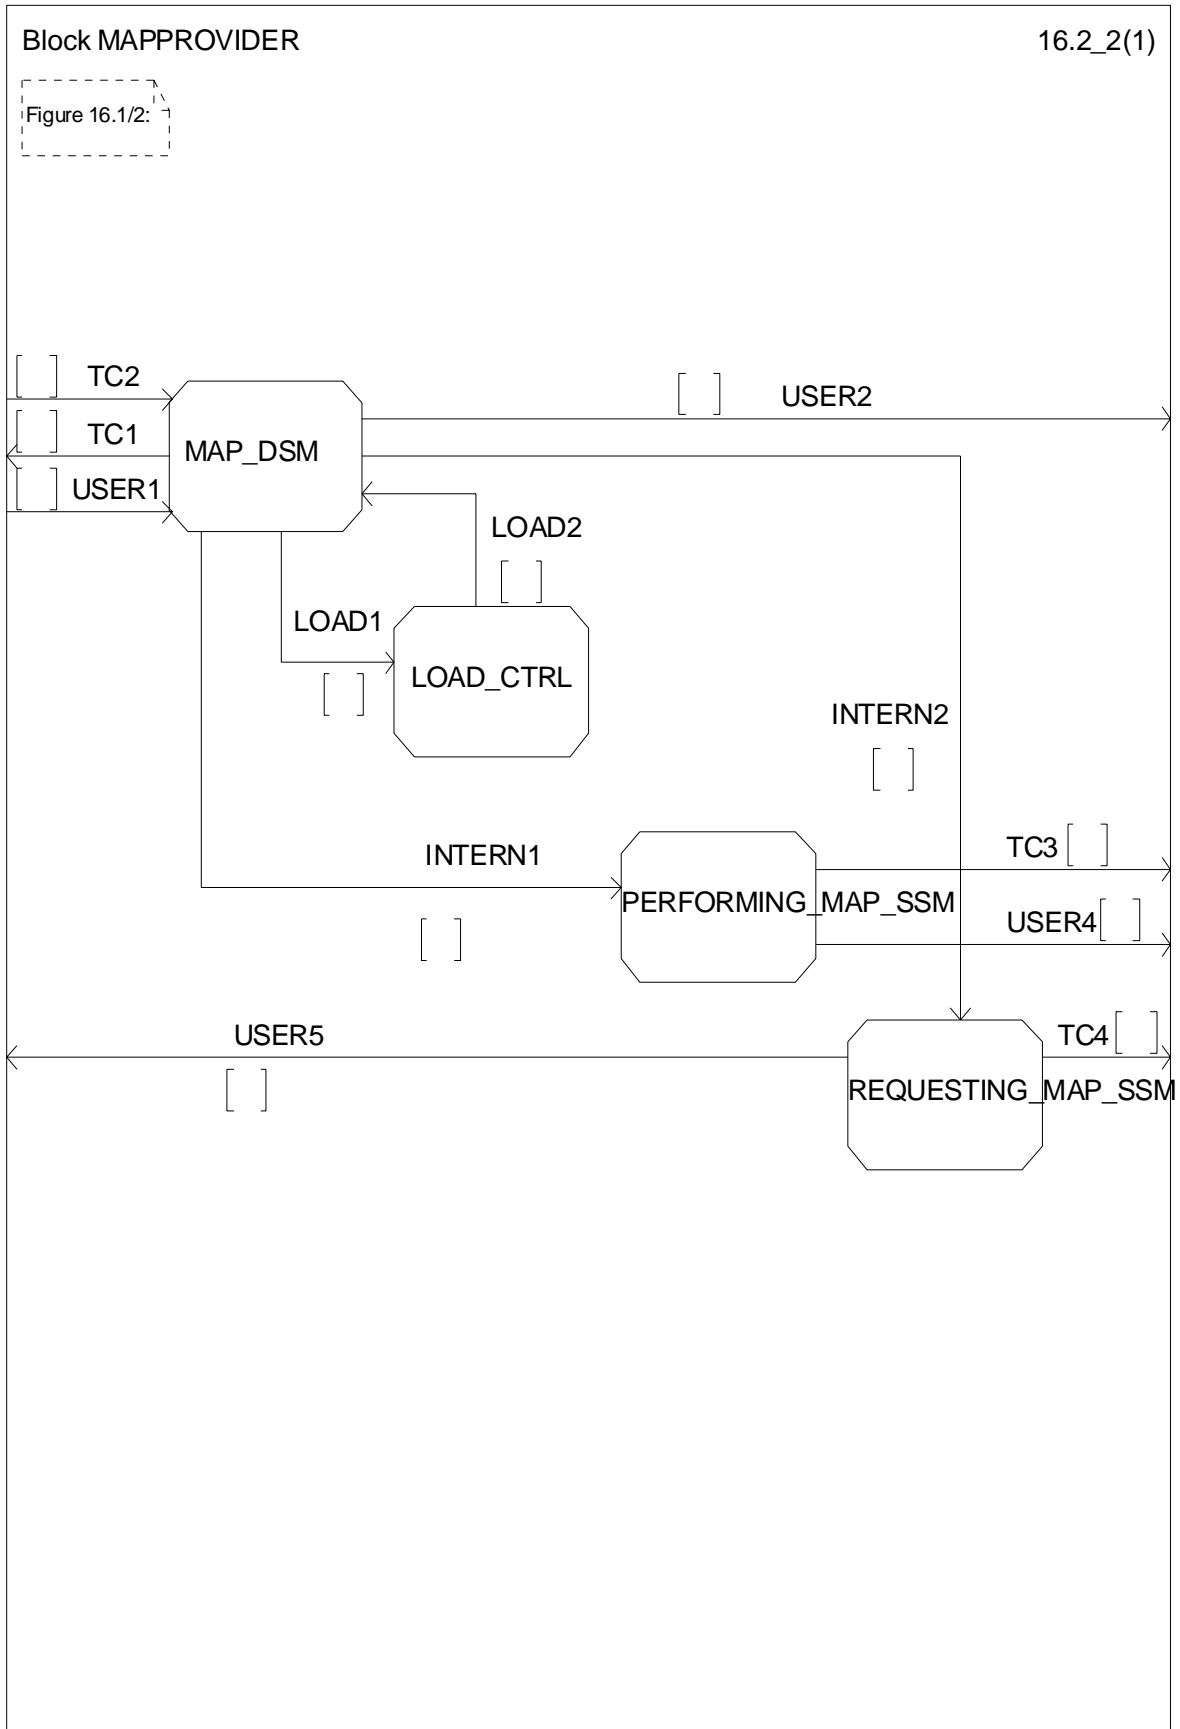 Block MAPPROVIDER
16.2_2(1)
Figure 16.1/2:
TC2
USER2
TC1
MAP_DSM
USER1
LOAD2
LOAD1
LOAD_CTRL
INTERN2
INTERN1
TC3
PERFORMING_MAP_SSM
USER4
USER5
TC4
REQUESTING_MAP_SSM